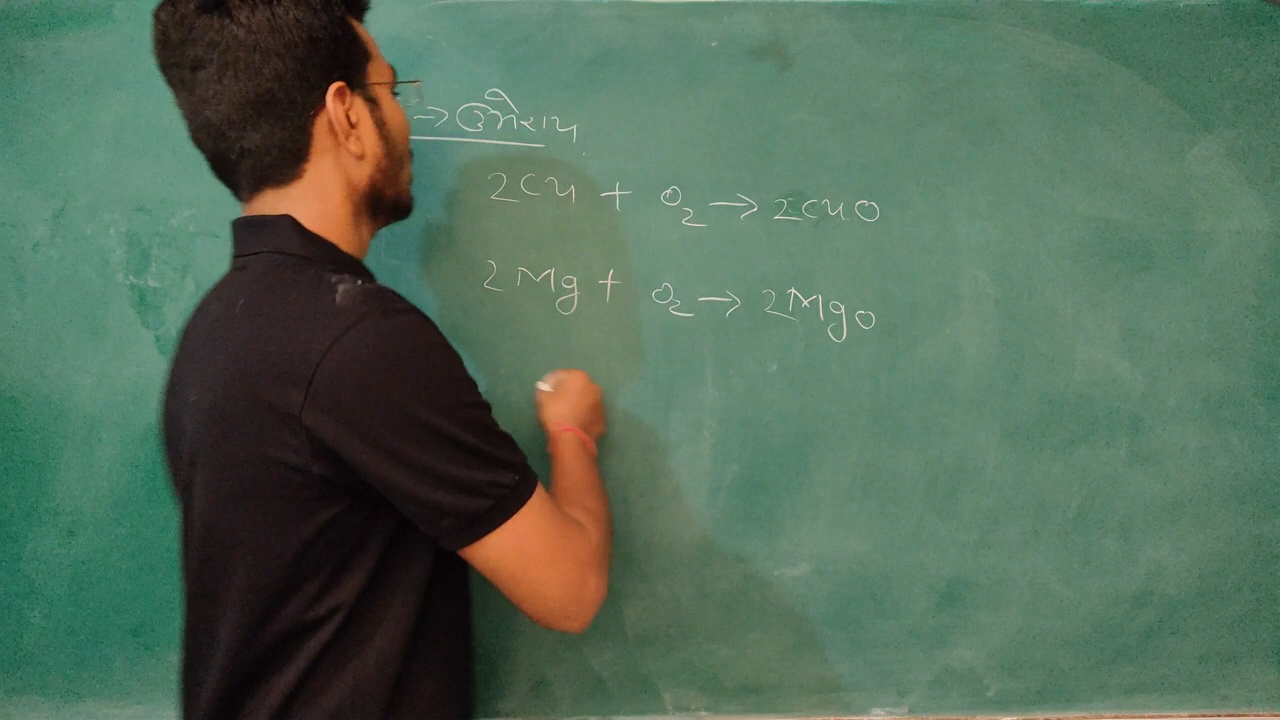 → ઉમેરાય
2Cu + O₂ → 2CuO
2Mg + O₂ → 2MgO